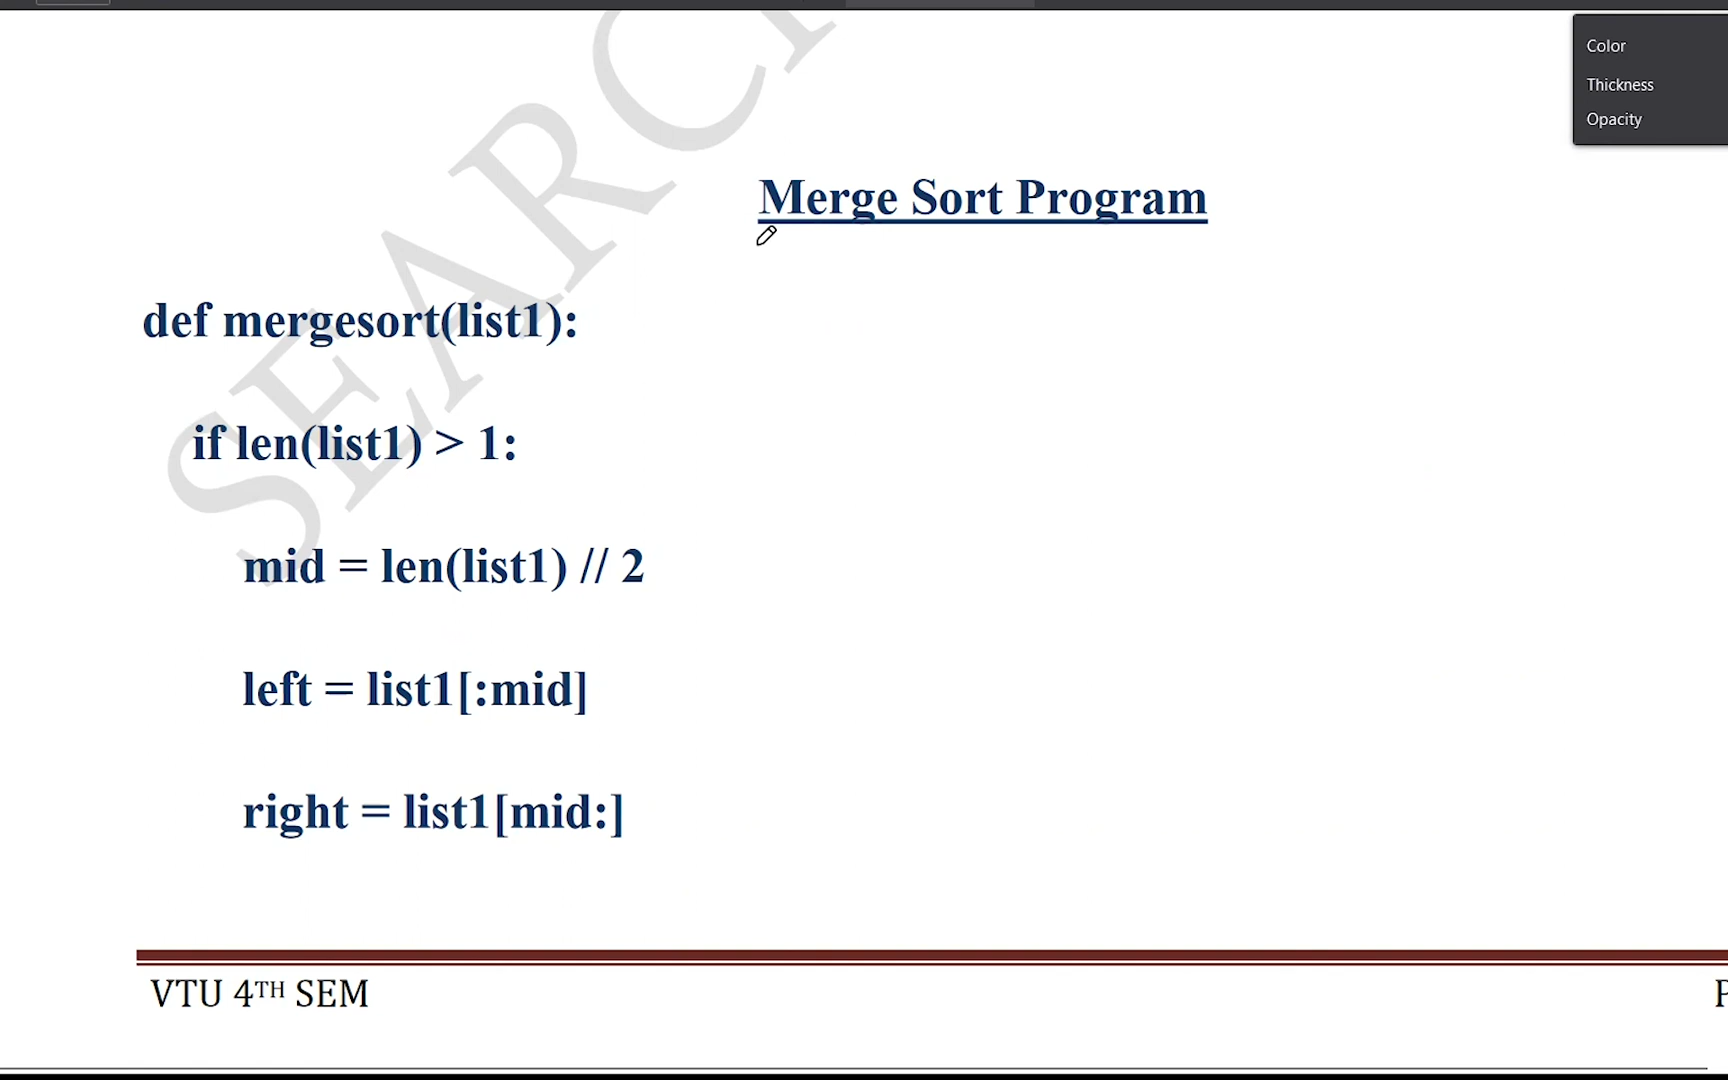 Color
Thickness
Opacity
SEARC
Merge Sort Program
def mergesort(list1):
if len(list1) > 1:
mid = len(list1) // 2
left = list1[:mid]
right = list1[mid:]
VTU 4TH SEM